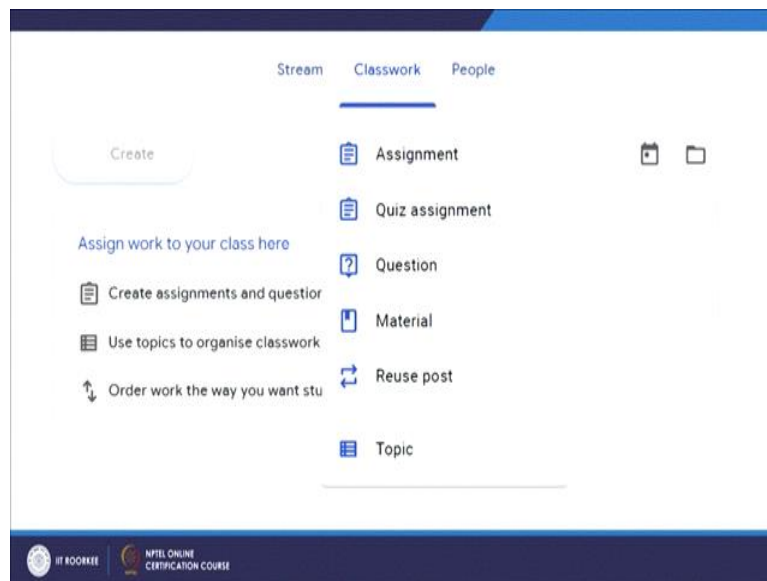 Stream Classwork People
Create
Assign work to your class here
Create assignments and question
Use topics to organise classwork
Order work the way you want stu
Assignment
Quiz assignment
Question
Material
Reuse post
Topic
IIT ROORKEE
NPTEL ONLINE
CERTIFICATION COURSE